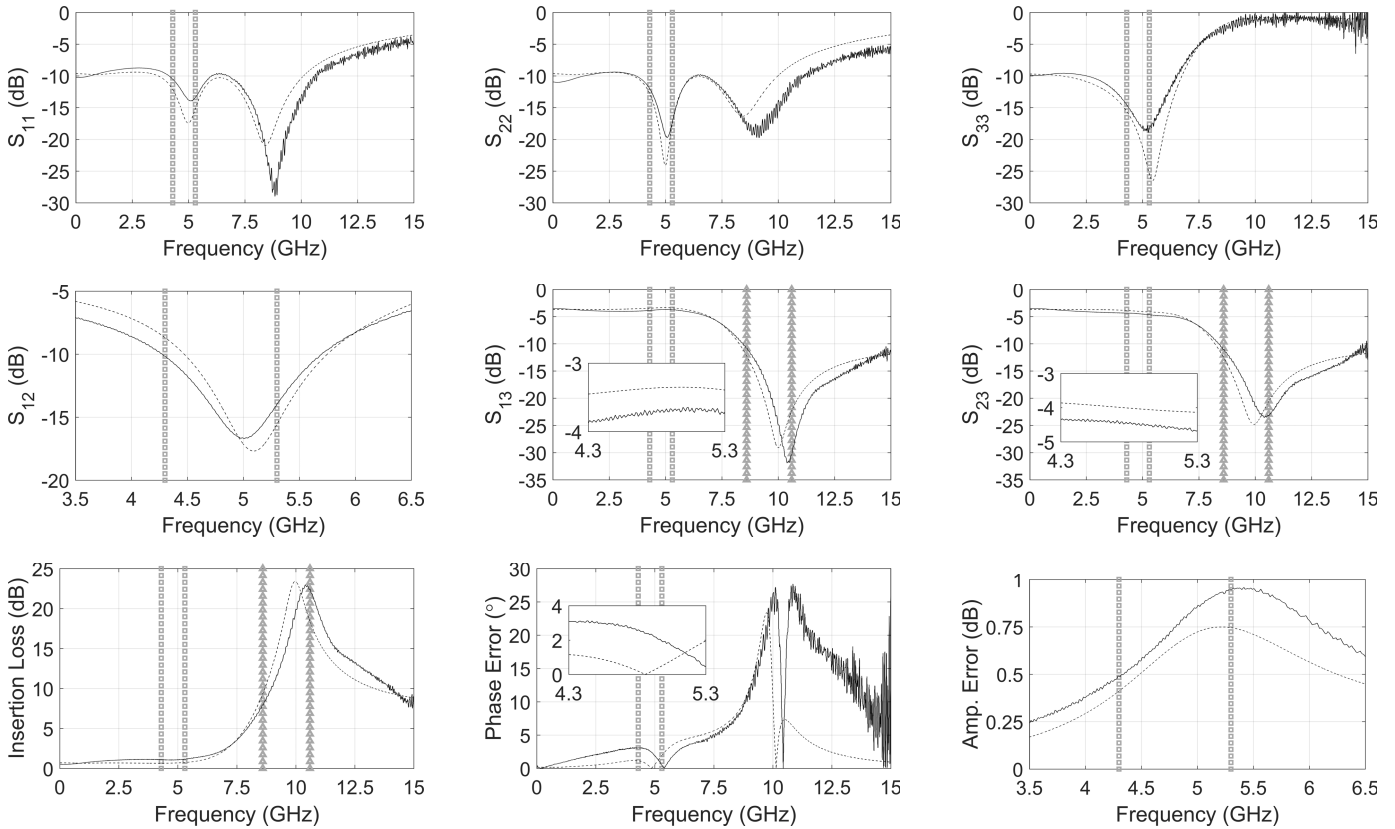 S11 (dB)
0
-5
-10
-15
-20
-25
-30
0 2.5 5 7.5 10 12.5 15
Frequency (GHz)
S22 (dB)
0
-5
-10
-15
-20
-25
-30
0 2.5 5 7.5 10 12.5 15
Frequency (GHz)
S33 (dB)
0
-5
-10
-15
-20
-25
-30
0 2.5 5 7.5 10 12.5 15
Frequency (GHz)
S12 (dB)
-5
-10
-15
-20
3.5 4 4.5 5 5.5 6 6.5
Frequency (GHz)
S13 (dB)
0
-5
-10
-15
-20
-25
-30
-35
-3
-4
4.3 5.3
0 2.5 5 7.5 10 12.5 15
Frequency (GHz)
S23 (dB)
0
-5
-10
-15
-20
-25
-30
-35
-3
-4
-5
4.3 5.3
0 2.5 5 7.5 10 12.5 15
Frequency (GHz)
Insertion Loss (dB)
25
20
15
10
5
0
0 2.5 5 7.5 10 12.5 15
Frequency (GHz)
Phase Error (°)
30
25
20
15
10
5
0
4
2
0
4.3 5.3
0 2.5 5 7.5 10 12.5 15
Frequency (GHz)
Amp. Error (dB)
1
0.75
0.5
0.25
0
3.5 4 4.5 5 5.5 6 6.5
Frequency (GHz)